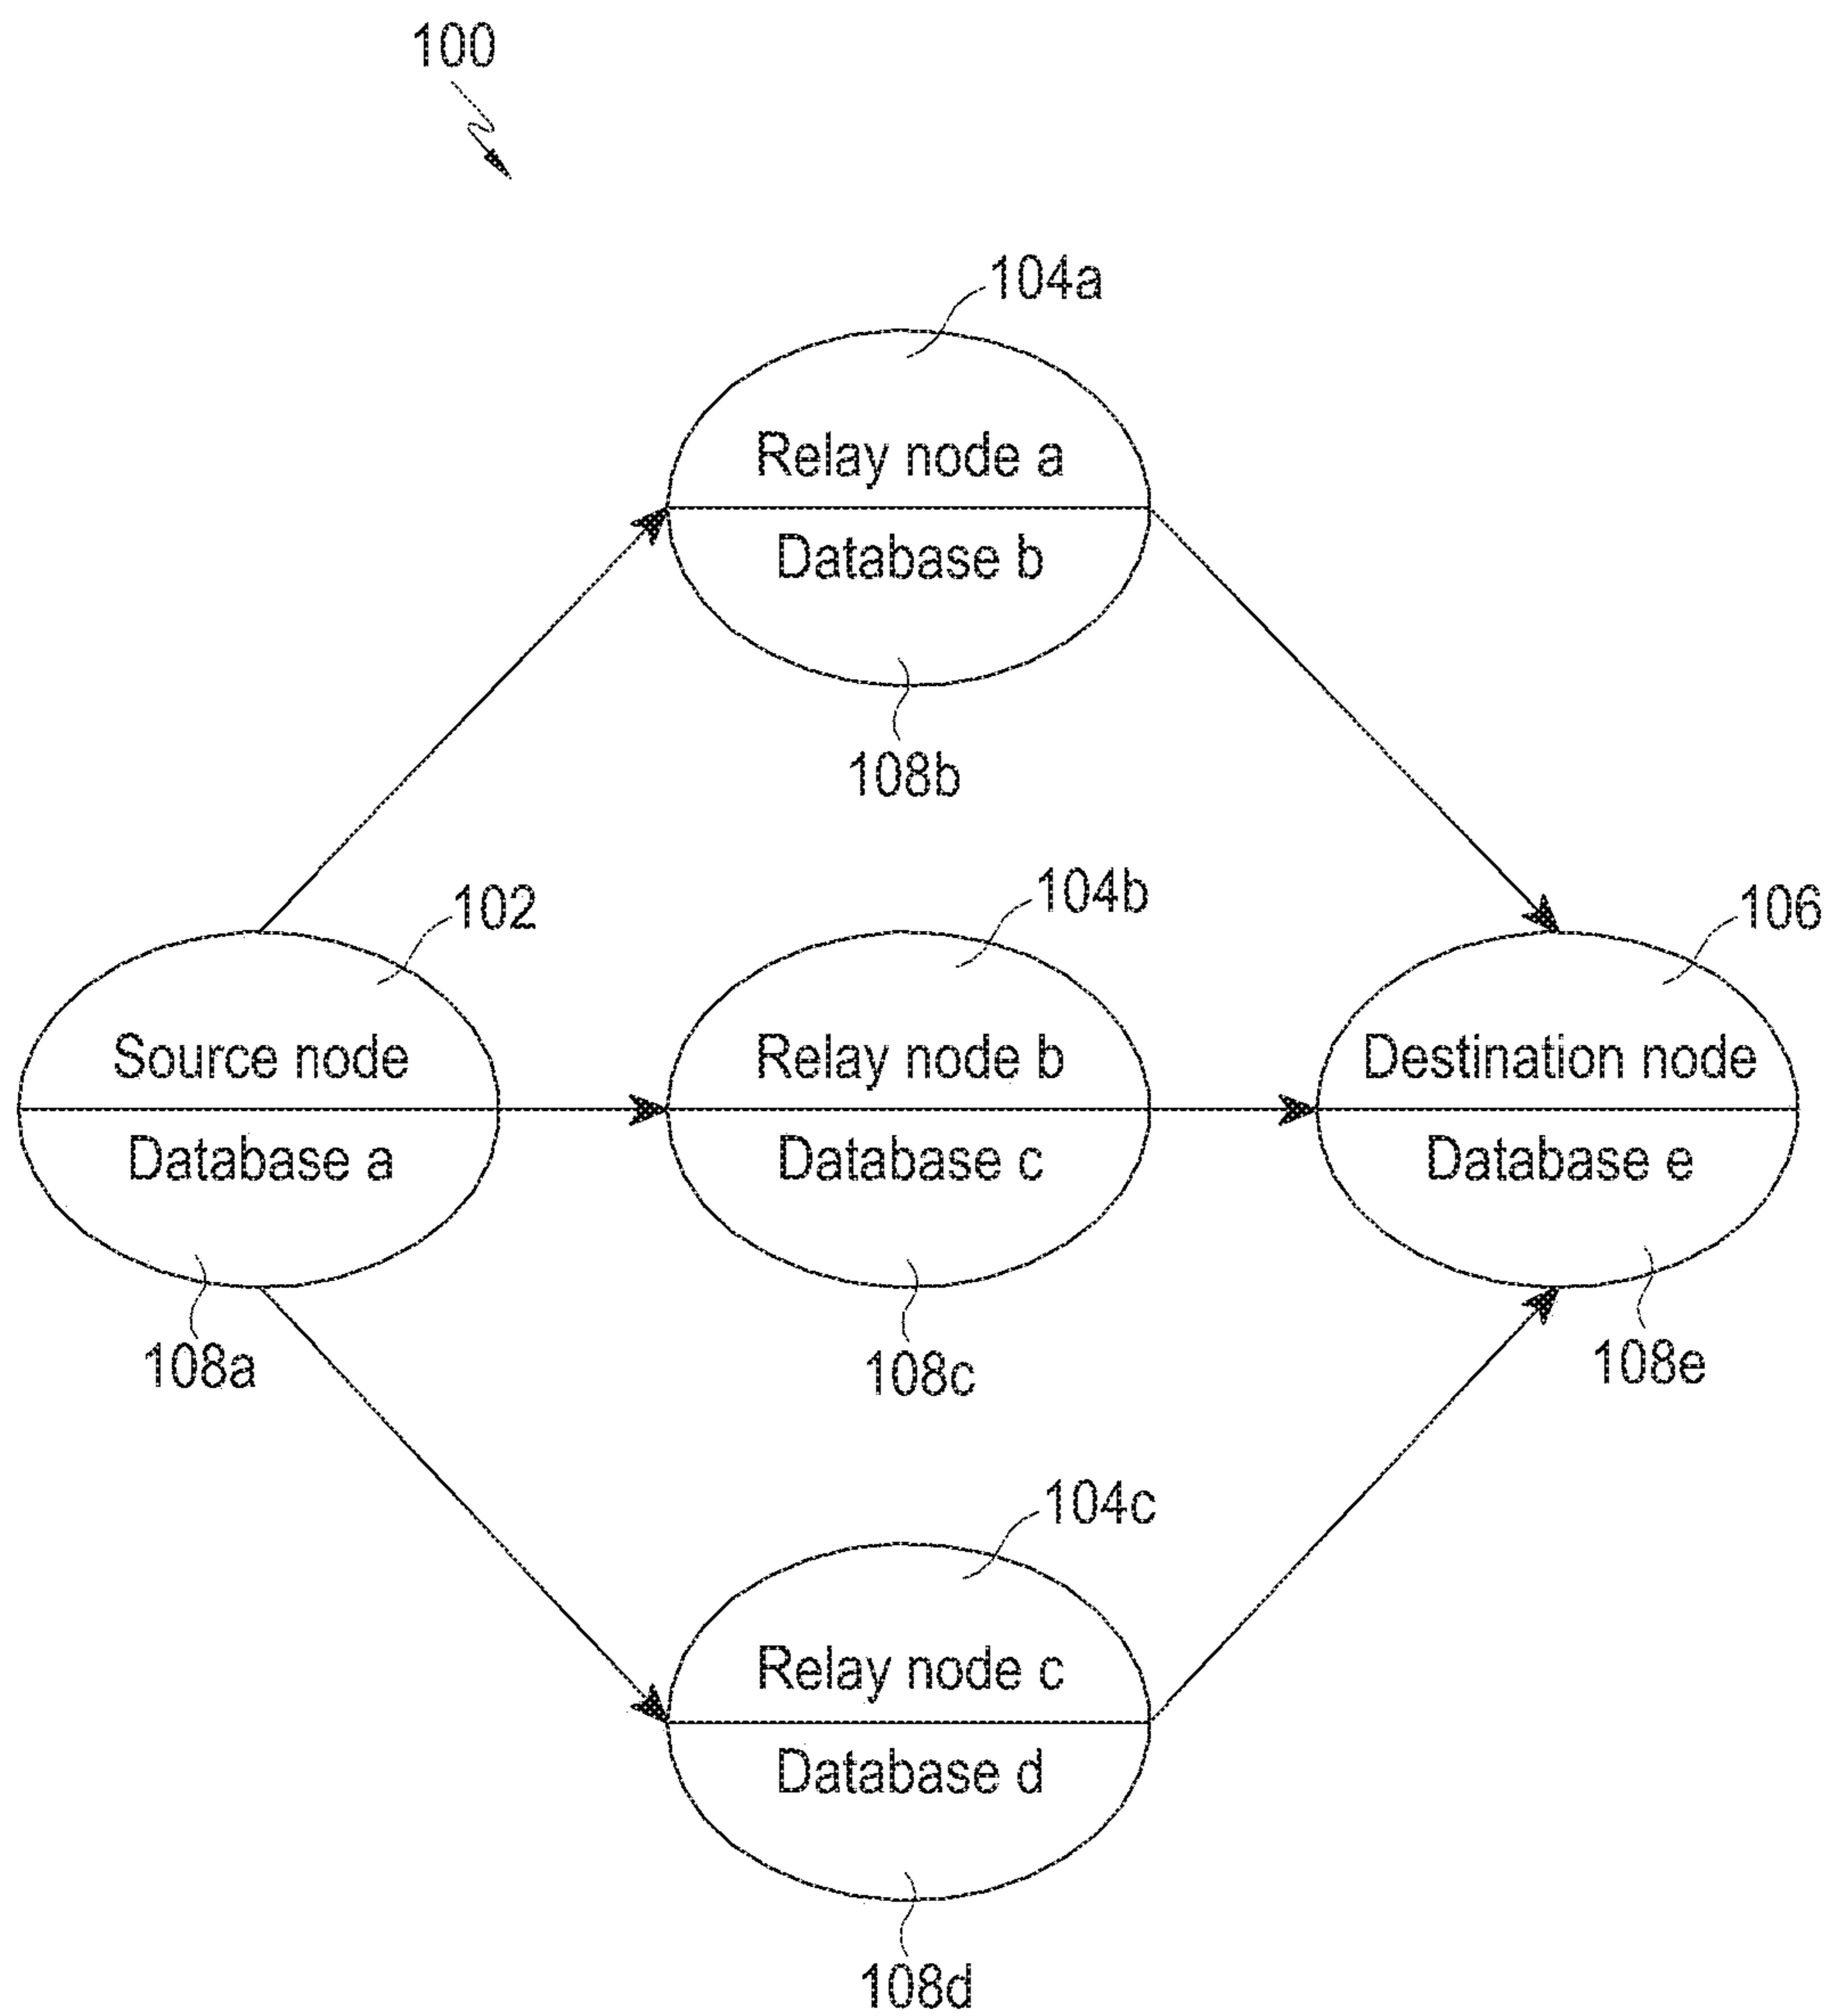 100
104a
Relay node a
Database b
108b
102
Source node
Database a
108a
104b
Relay node b
Database c
108c
106
Destination node
Database e
108e
104c
Relay node c
Database d
108d